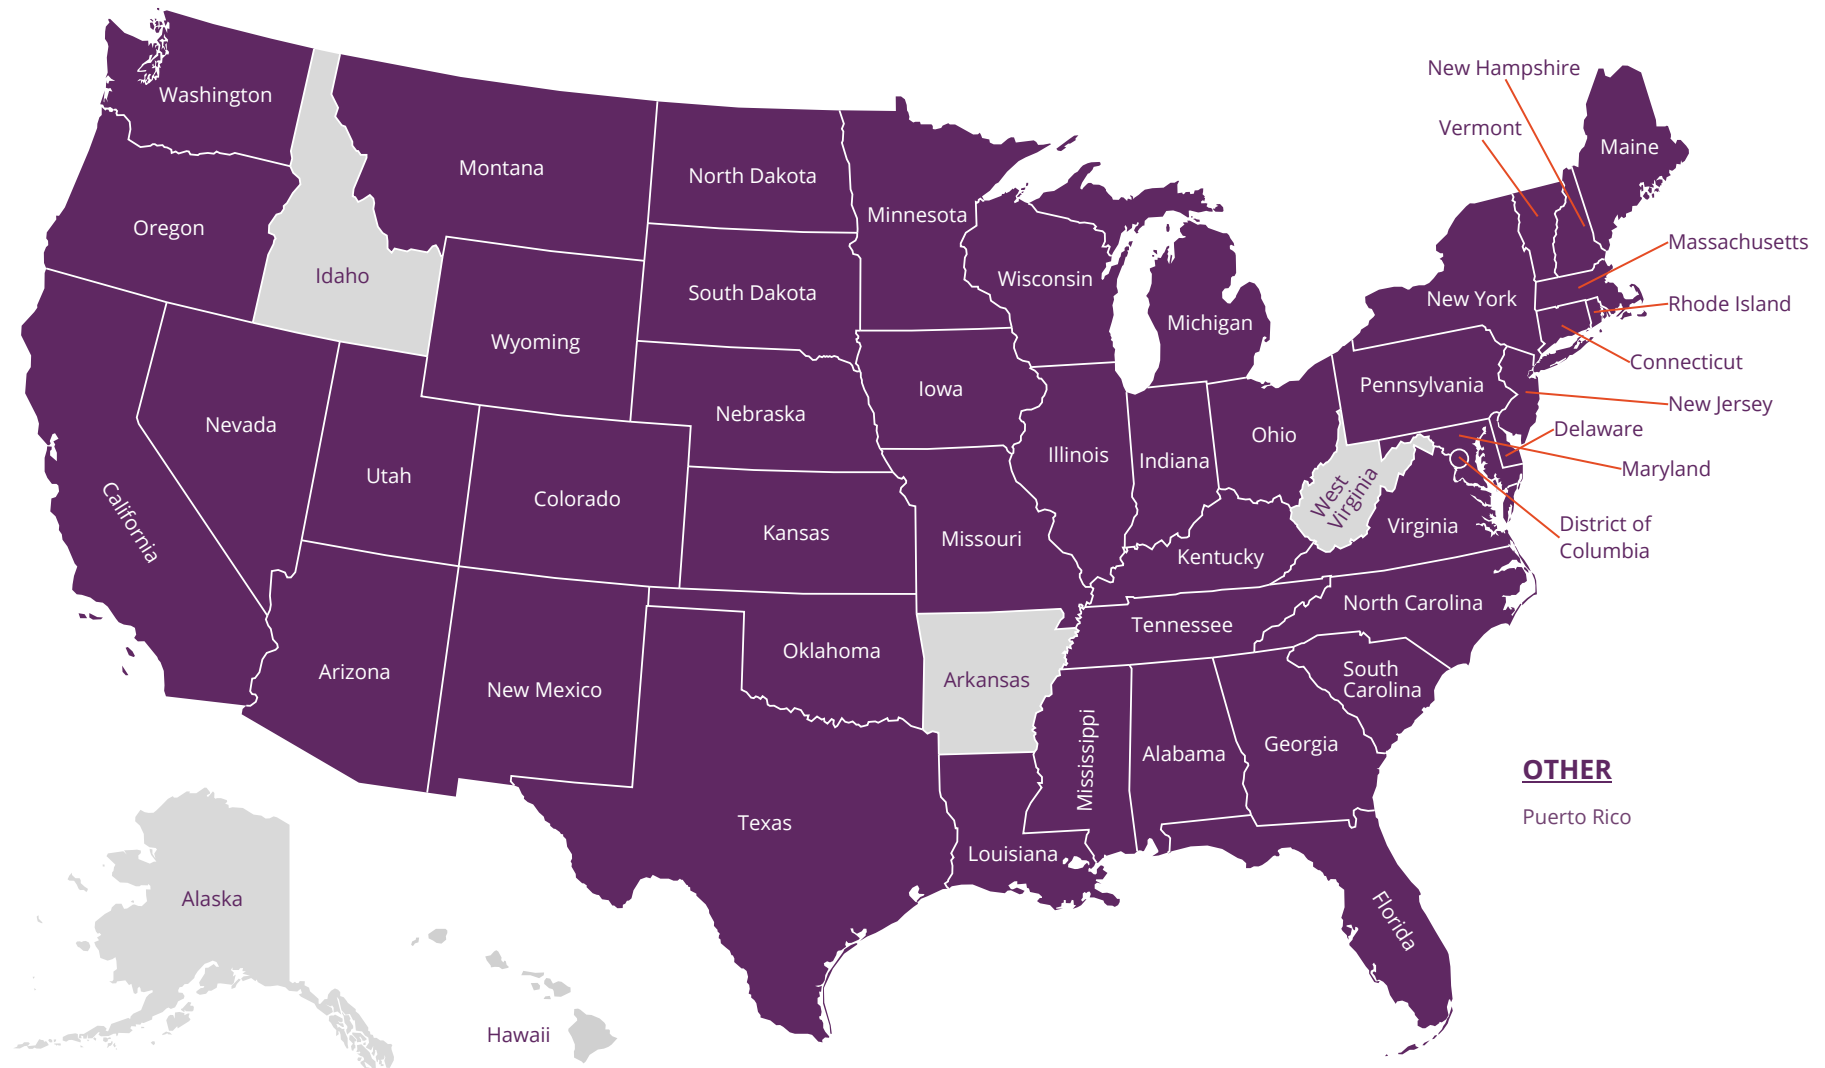 New Hampshire
Washington
Vermont
Maine
Montana
North Dakota
Minnesota
Oregon
Massachusetts
Idaho
Wisconsin
South Dakota
New York
Rhode Island
Michigan
Wyoming
Connecticut
Pennsylvania
Iowa
New Jersey
Nebraska
Nevada
Delaware
Ohio
Illinois
Indiana
Maryland
Utah
Colorado
West
Virginia
California
Kansas
Missouri
Virginia
District of
Columbia
Kentucky
North Carolina
Tennessee
Oklahoma
Arizona
New Mexico
Arkansas
South
Carolina
Mississippi
Alabama
Georgia
OTHER
Puerto Rico
Texas
Louisiana
Alaska
Florida
Hawaii